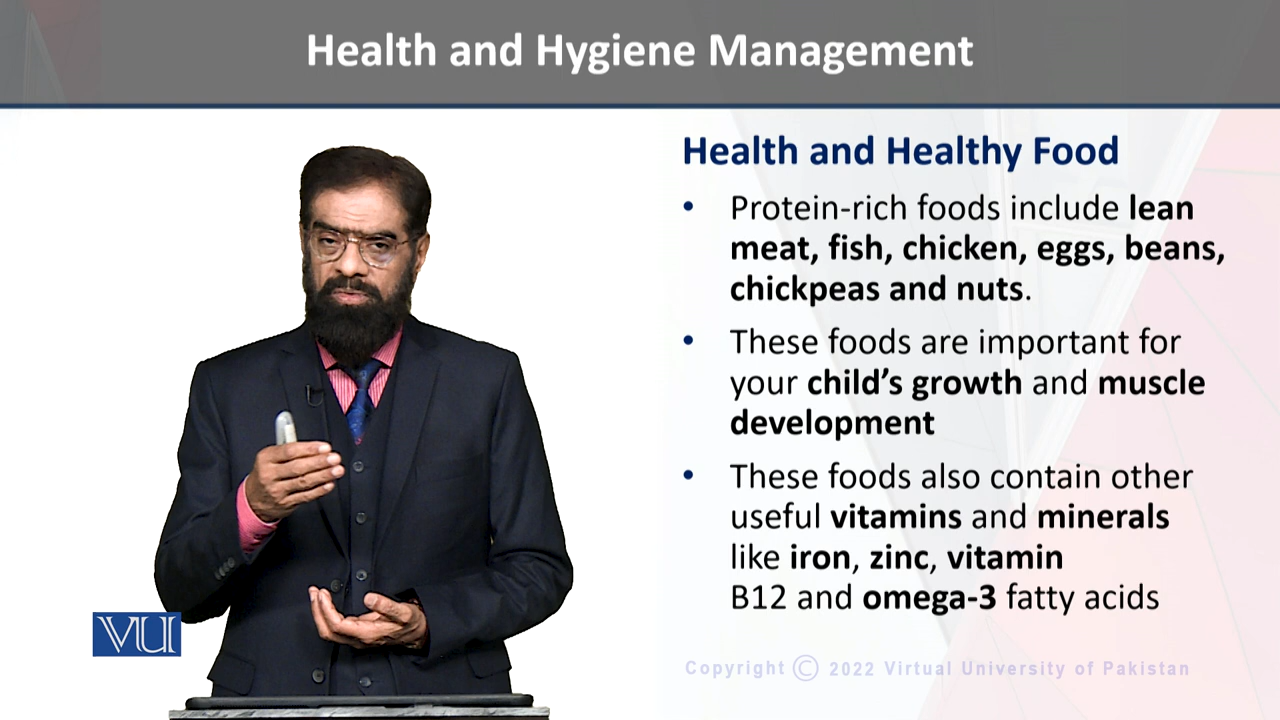 Health and Hygiene Management
Health and Healthy Food
• Protein-rich foods include lean
meat, fish, chicken, eggs, beans,
chickpeas and nuts.
• These foods are important for
your child’s growth and muscle
development
• These foods also contain other
useful vitamins and minerals
like iron, zinc, vitamin
B12 and omega-3 fatty acids
VU
Copyright © 2022 Virtual University of Pakistan